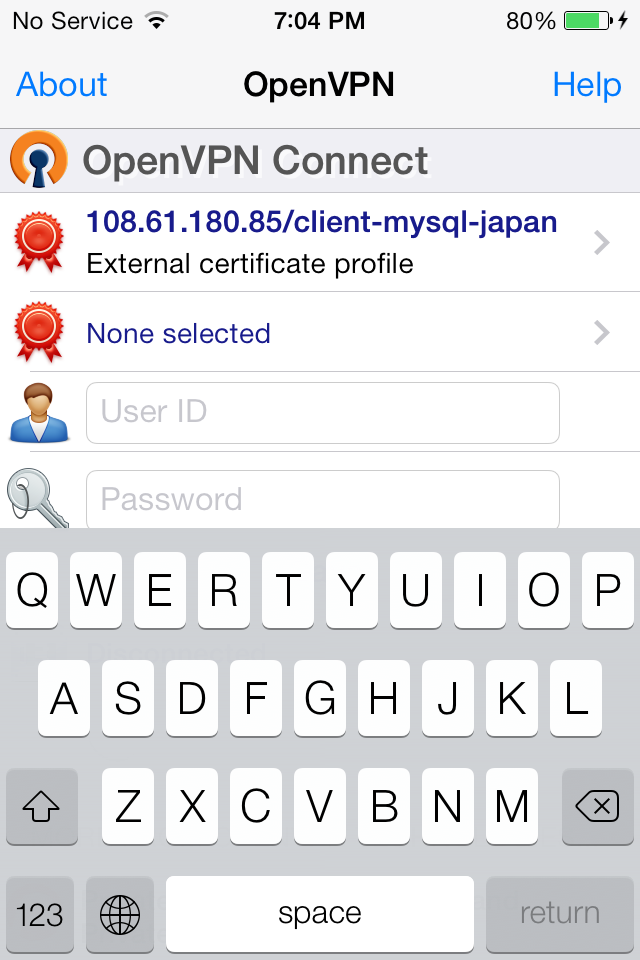 No Service 7:04 PM 80%
About OpenVPN Help
OpenVPN Connect
108.61.180.85/client-mysql-japan
External certificate profile
None selected
User ID
Password
Q W E R T Y U I O P
A S D F G H J K L
Z X C V B N M
123 space return